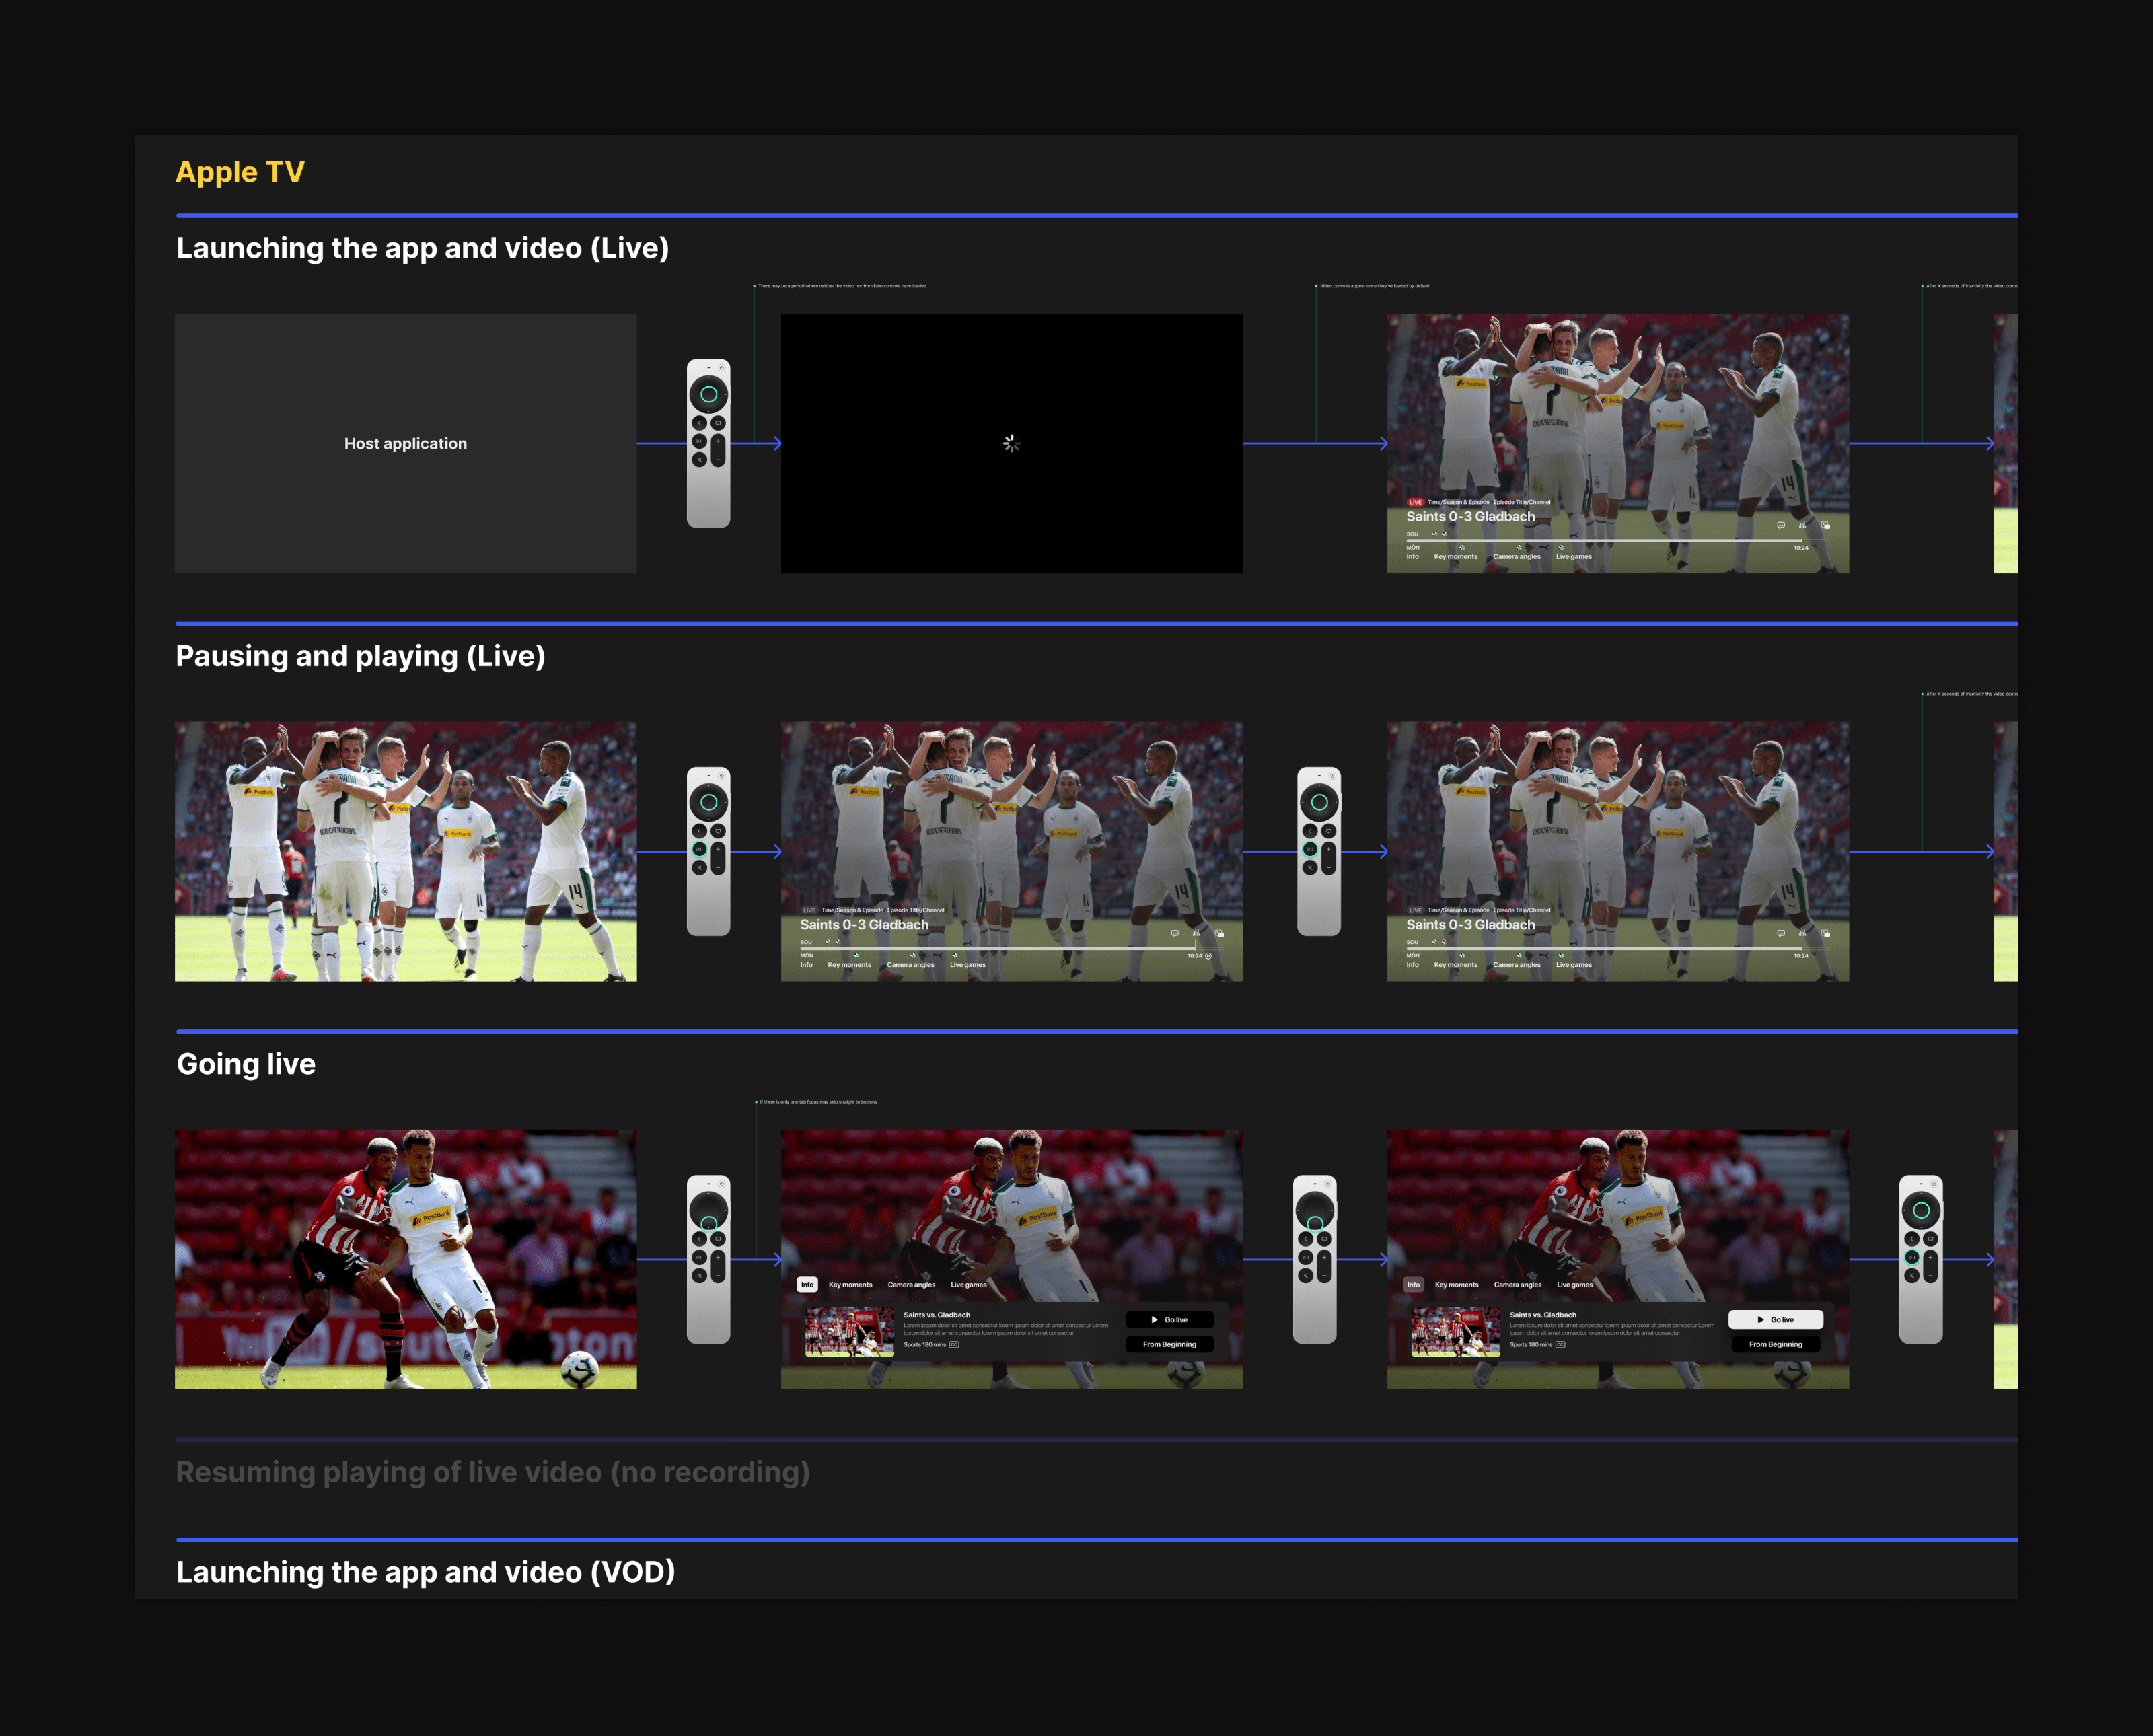 Apple TV
Launching the app and video (Live)
There may be a period where neither the video nor the video controls have loaded
Video controls appear once they've loaded by default
After X seconds of inactivity the video contro
Host application
LIVE Time/Season & Episode Episode Title/Channel
Saints 0-3 Gladbach
SOU
MÖN
10:24
Info Key moments Camera angles Live games
Pausing and playing (Live)
After X seconds of inactivity the video contro
Postbank
LIVE Time/Season & Episode Episode Title/Channel
Saints 0-3 Gladbach
SOU
MÖN
10:24
Info Key moments Camera angles Live games
LIVE Time/Season & Episode Episode Title/Channel
Saints 0-3 Gladbach
SOU
MÖN
10:24
Info Key moments Camera angles Live games
Going live
If there is only one tab focus may skip straight to buttons
Postbank
Info Key moments Camera angles Live games
Saints vs. Gladbach
Lorem ipsum dolor sit amet consectur lorem ipsum dolor sit amet consectur Lorem
ipsum dolor sit amet consectur lorem ipsum dolor sit amet consectur
Sports 180 mins CC
Go live
From Beginning
Postbank
Info Key moments Camera angles Live games
Saints vs. Gladbach
Lorem ipsum dolor sit amet consectur lorem ipsum dolor sit amet consectur Lorem
ipsum dolor sit amet consectur lorem ipsum dolor sit amet consectur
Sports 180 mins CC
Go live
From Beginning
Postbank
Resuming playing of live video (no recording)
Launching the app and video (VOD)